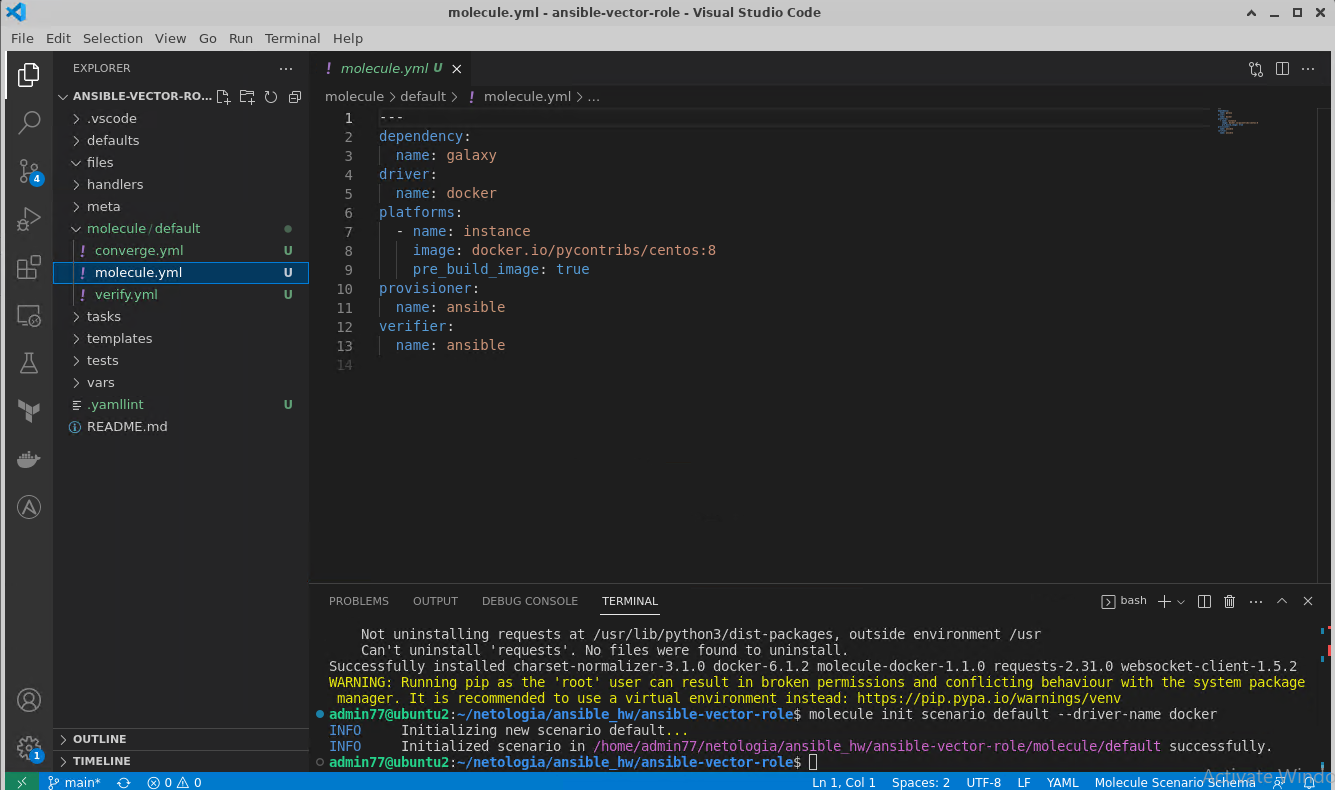 molecule.yml - ansible-vector-role - Visual Studio Code
File Edit Selection View Go Run Terminal Help
EXPLORER
ANSIBLE-VECTOR-RO...
.vscode
defaults
files
handlers
meta
molecule/default
converge.yml U
molecule.yml U
verify.yml U
tasks
templates
tests
vars
.yamllint U
README.md
OUTLINE
TIMELINE
4
1
! molecule.yml U
molecule > default > ! molecule.yml > ...
1 ---
2 dependency:
3   name: galaxy
4 driver:
5   name: docker
6 platforms:
7   - name: instance
8     image: docker.io/pycontribs/centos:8
9     pre_build_image: true
10 provisioner:
11   name: ansible
12 verifier:
13   name: ansible
14
PROBLEMS OUTPUT DEBUG CONSOLE TERMINAL
bash
Not uninstalling requests at /usr/lib/python3/dist-packages, outside environment /usr
Can't uninstall 'requests'. No files were found to uninstall.
Successfully installed charset-normalizer-3.1.0 docker-6.1.2 molecule-docker-1.1.0 requests-2.31.0 websocket-client-1.5.2
WARNING: Running pip as the 'root' user can result in broken permissions and conflicting behaviour with the system package
manager. It is recommended to use a virtual environment instead: https://pip.pypa.io/warnings/venv
admin77@ubuntu2:~/netologia/ansible_hw/ansible-vector-role$ molecule init scenario default --driver-name docker
INFO     Initializing new scenario default...
INFO     Initialized scenario in /home/admin77/netologia/ansible_hw/ansible-vector-role/molecule/default successfully.
admin77@ubuntu2:~/netologia/ansible_hw/ansible-vector-role$
main* 0 0 Ln 1, Col 1 Spaces: 2 UTF-8 LF YAML Molecule Scenario Schema
Activate Windo